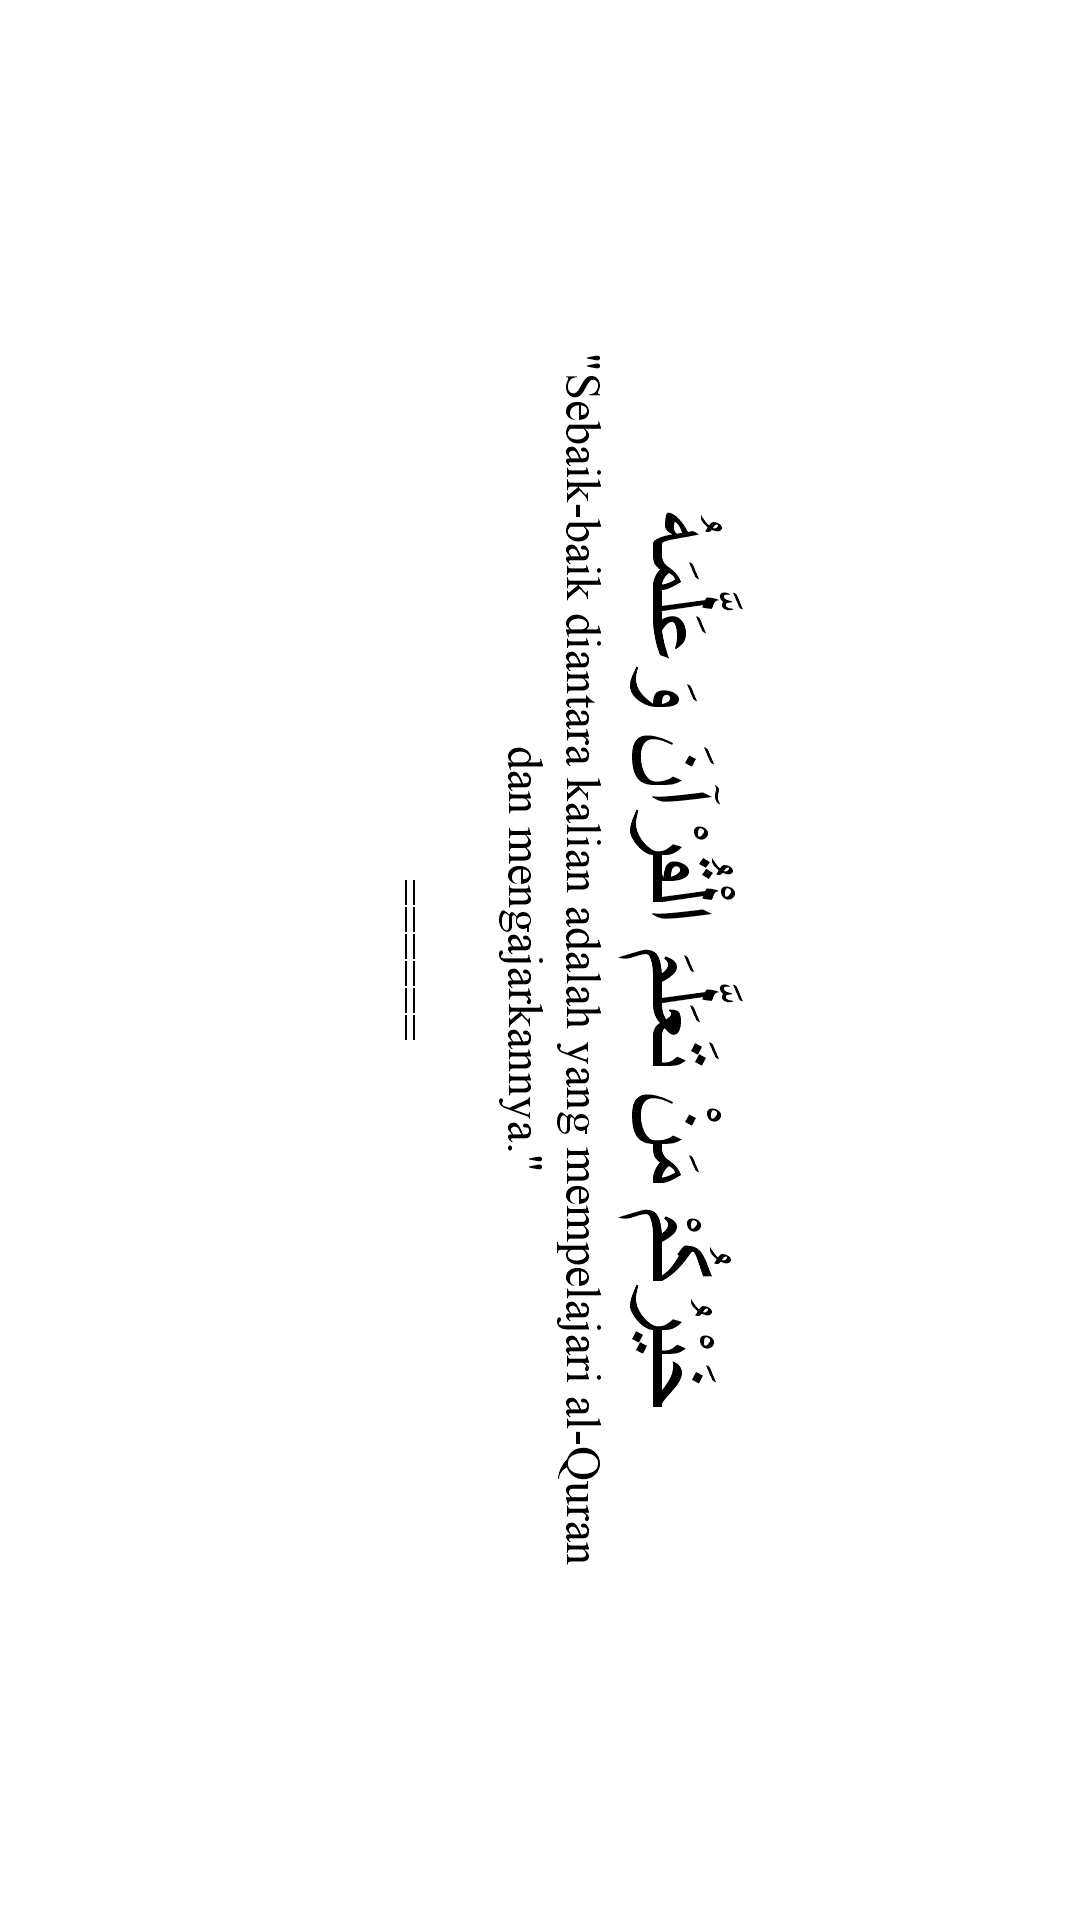 خَيْرُكُمْ مَنْ تَعَلَّمَ الْقُرْآنَ وَعَلَّمَهُ
"Sebaik-baik diantara kalian adalah yang mempelajari al-Quran
dan mengajarkannya."
======